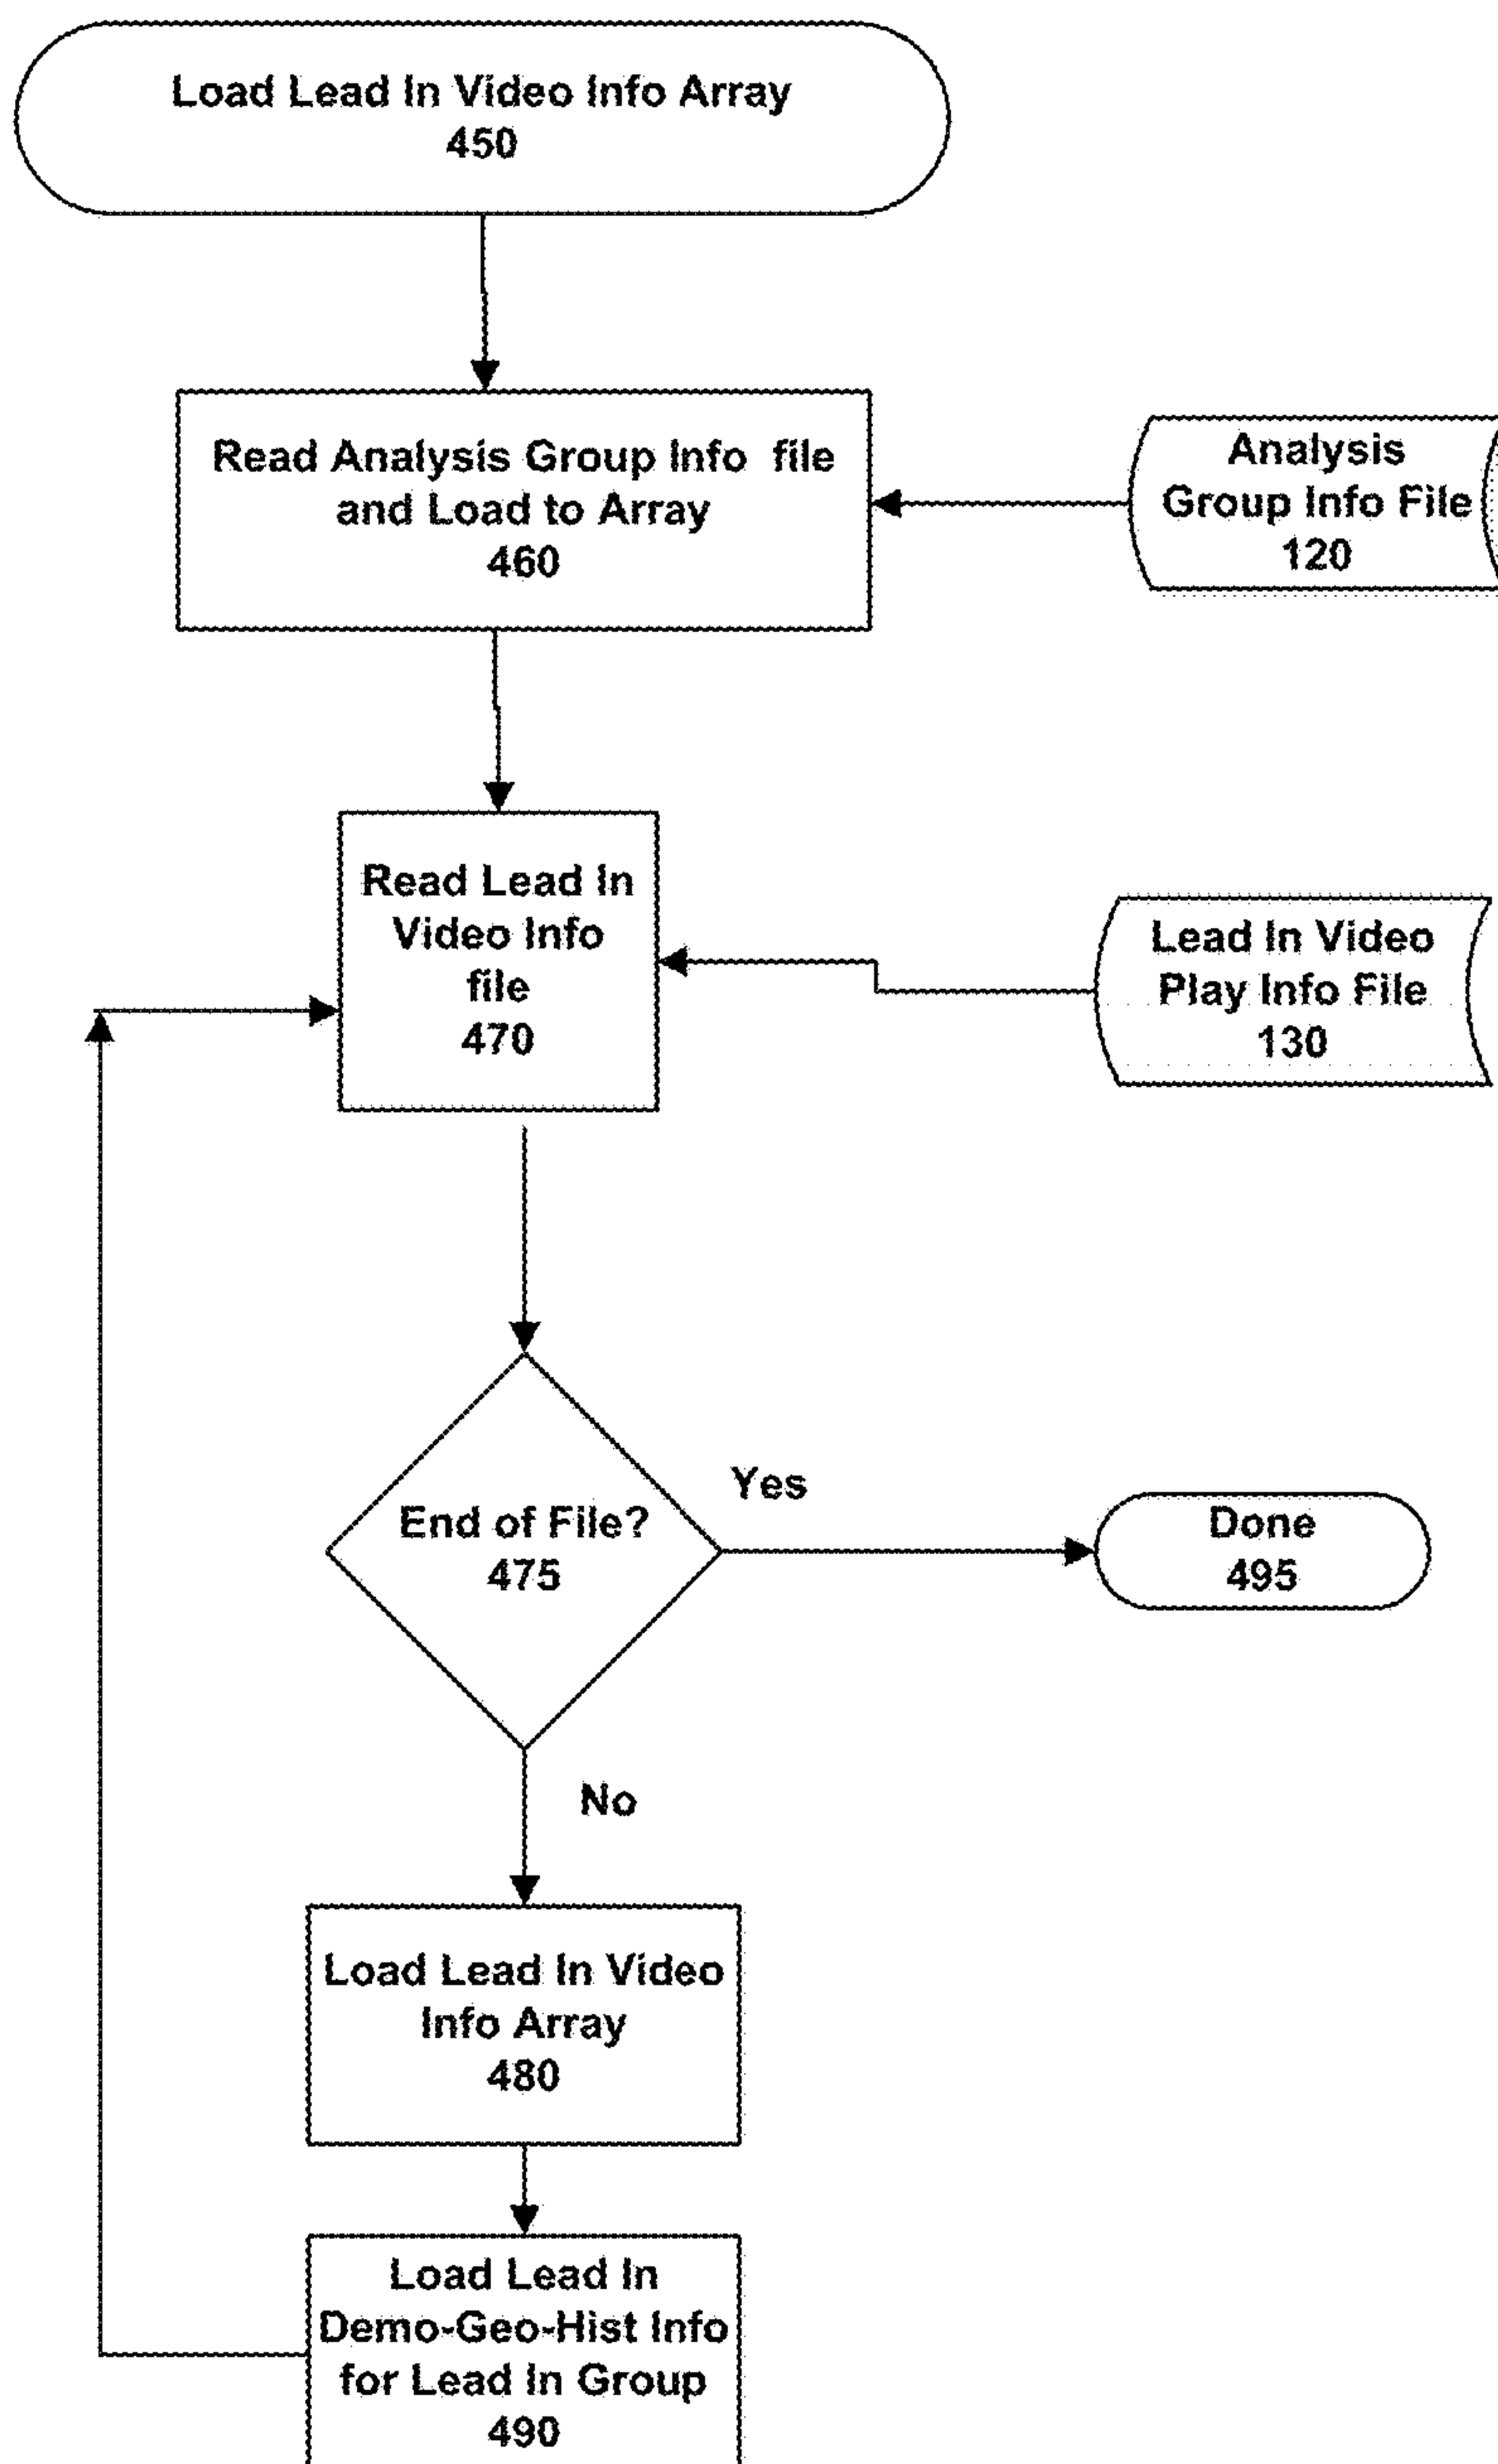 Load Lead In Video Info Array
450
Read Analysis Group Info file
and Load to Array
460
Analysis
Group Info File
120
Read Lead In
Video Info
file
470
Lead In Video
Play Info File
130
End of File?
475
Yes
Done
495
No
Load Lead In Video
Info Array
480
Load Lead In
Demo-Geo-Hist Info
for Lead In Group
490